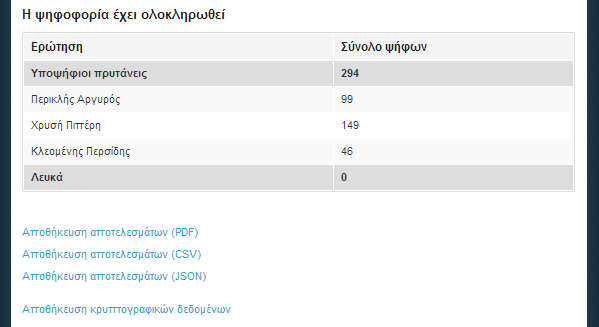 Η ψηφοφορία έχει ολοκληρωθεί
Ερώτηση Σύνολο ψήφων
Υποψήφιοι πρυτάνεις 294
Περικλής Αργυρός 99
Χρυσή Πιπέρη 149
Κλεομένης Περσίδης 46
Λευκά 0
Αποθήκευση αποτελεσμάτων (PDF)
Αποθήκευση αποτελεσμάτων (CSV)
Αποθήκευση αποτελεσμάτων (JSON)
Αποθήκευση κρυπτογραφικών δεδομένων